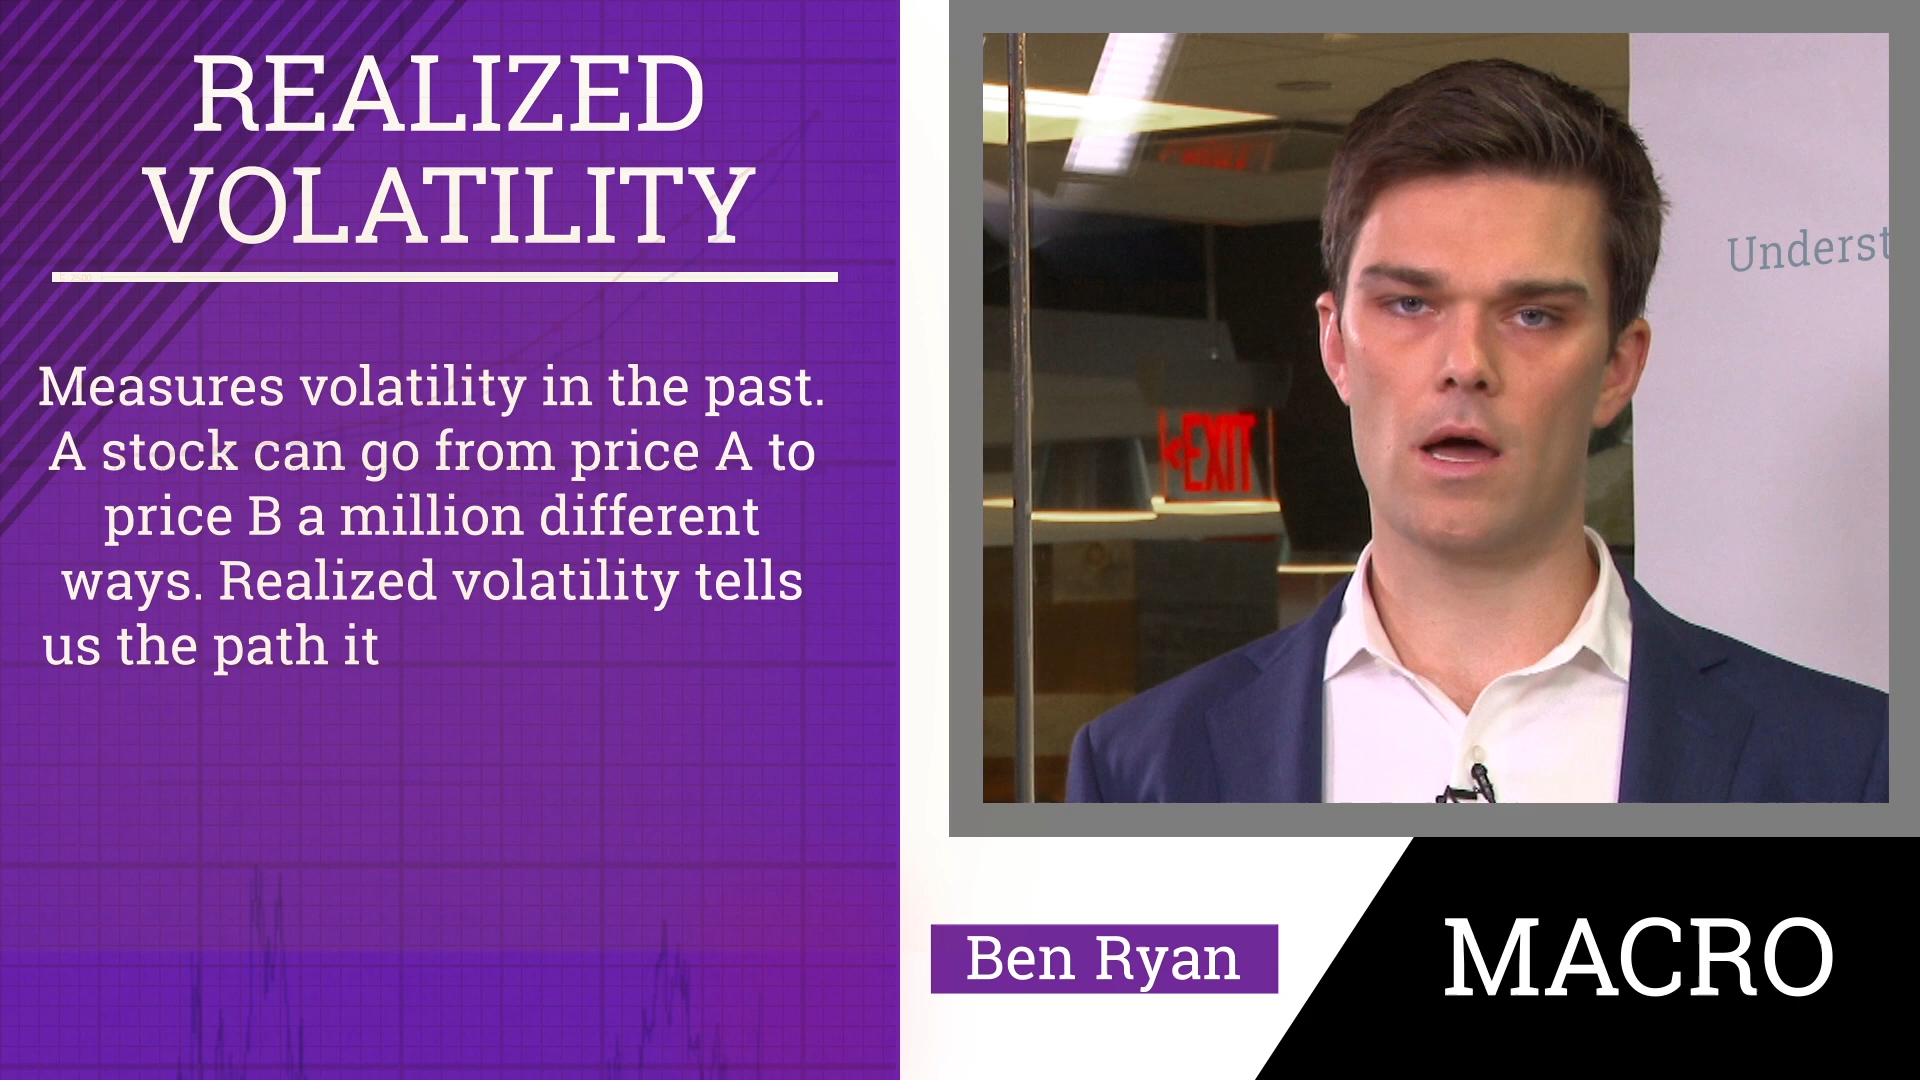 REALIZED
VOLATILITY
Measures volatility in the past.
A stock can go from price A to
price B a million different
ways. Realized volatility tells
us the path it
Underst
EXIT
Ben Ryan
MACRO